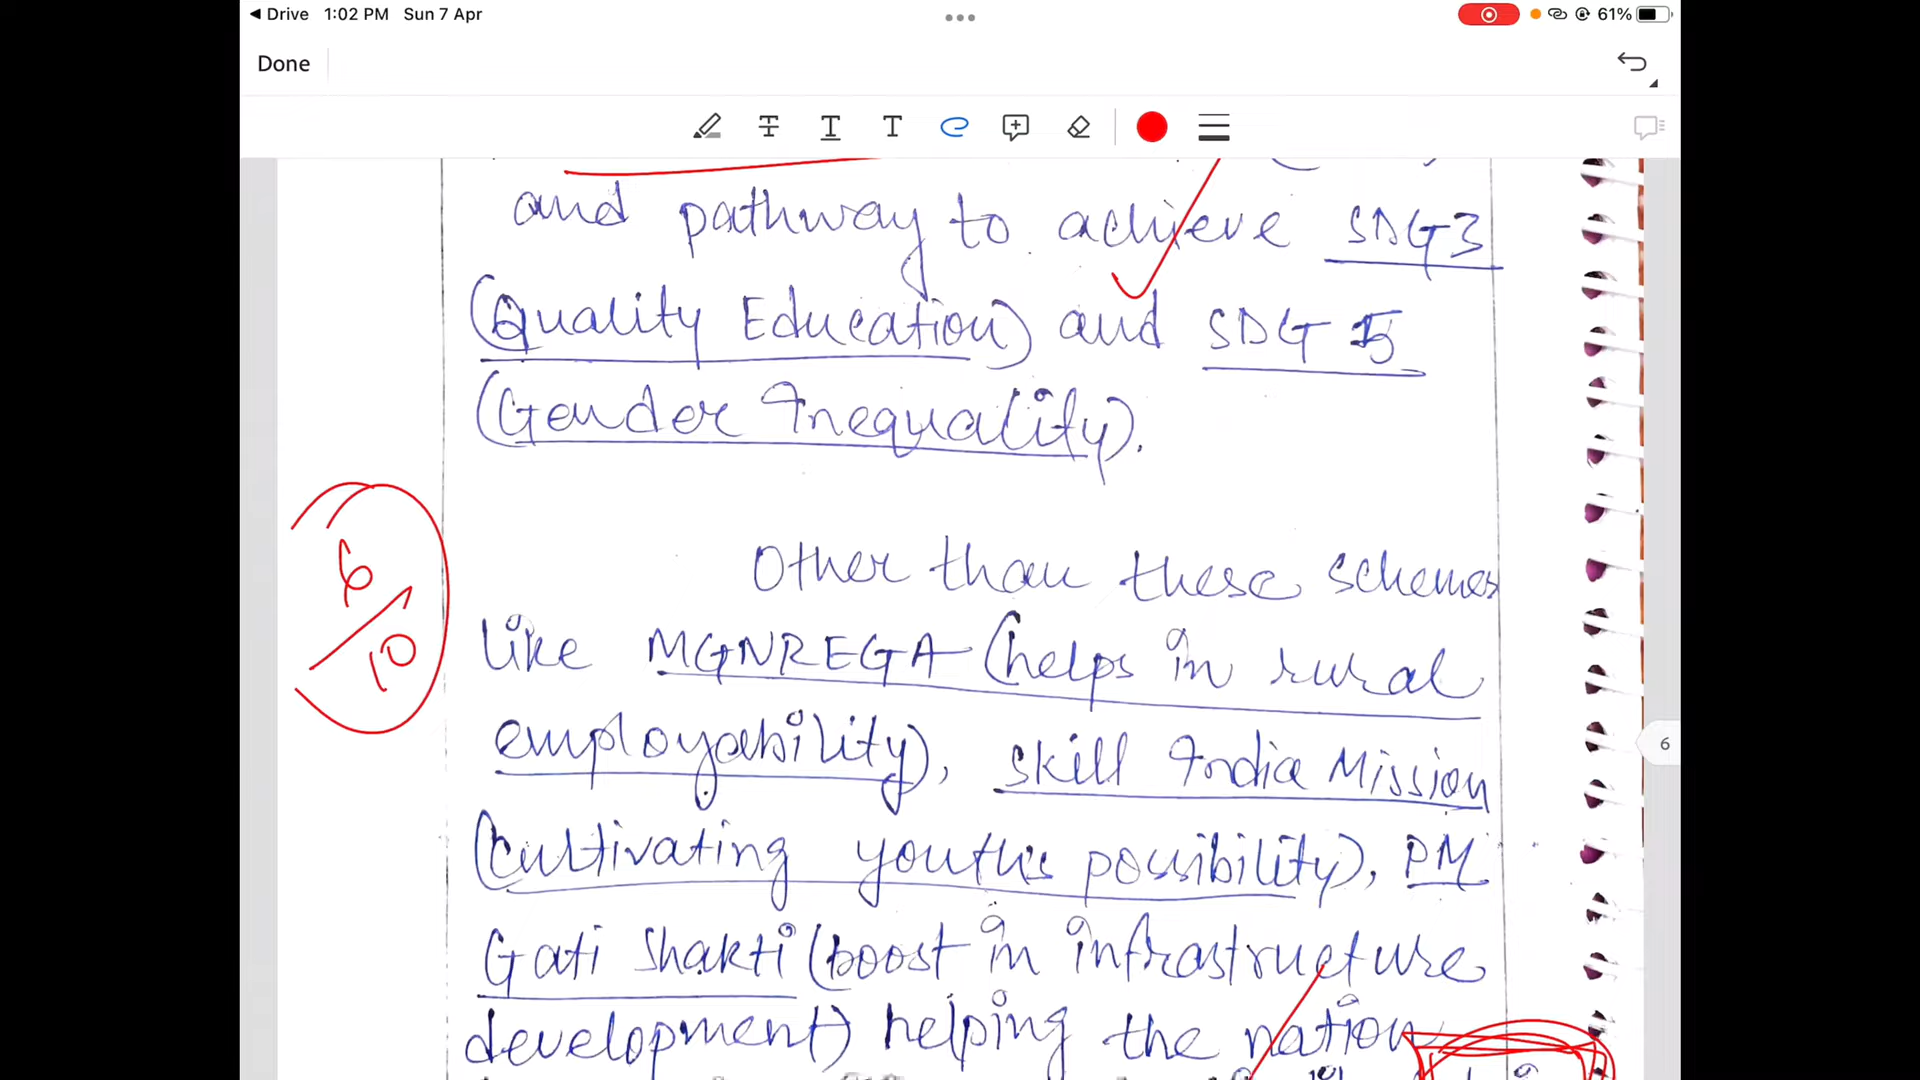 Drive 1:02 PM Sun 7 Apr
61%
Done
T T T
and pathway to achieve SDG3
(Quality Education) and SDG 5
(Gender Inequality).
6/10
Other than these schemes
like MGNREGA (helps in rural
employability), skill India Mission
6
(cultivating youth's possibility), PM
Gati Shakti (boost in infrastructure
development) helping the nation